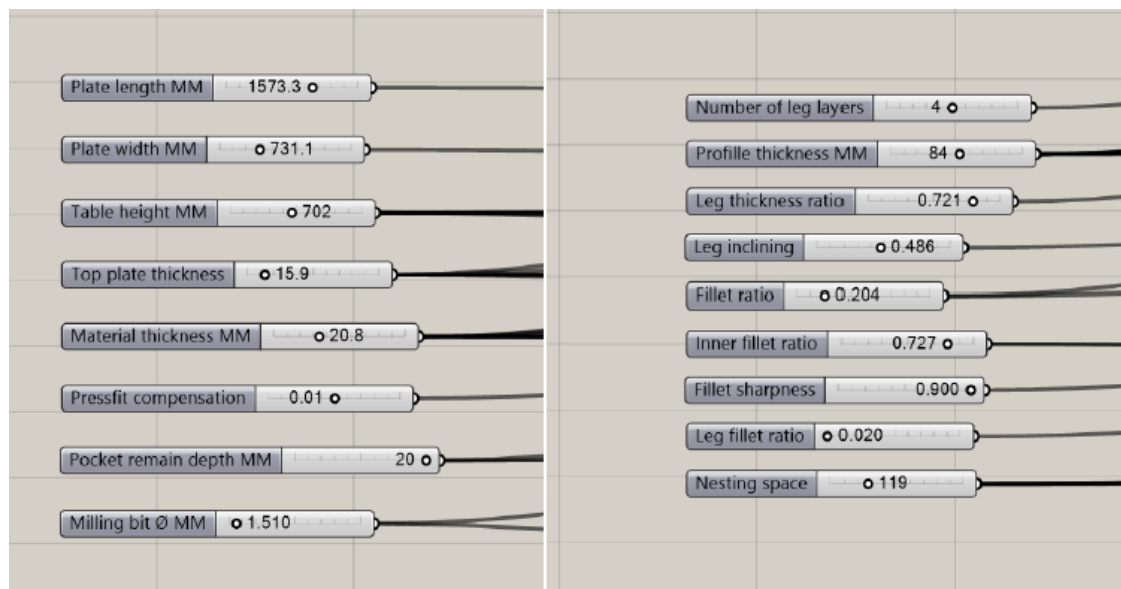 Plate length MM 1573.3
Plate width MM 731.1
Table height MM 702
Top plate thickness 15.9
Material thickness MM 20.8
Pressfit compensation 0.01
Pocket remain depth MM 20
Milling bit Ø MM 1.510
Number of leg layers 4
Profille thickness MM 84
Leg thickness ratio 0.721
Leg inclining 0.486
Fillet ratio 0.204
Inner fillet ratio 0.727
Fillet sharpness 0.900
Leg fillet ratio 0.020
Nesting space 119